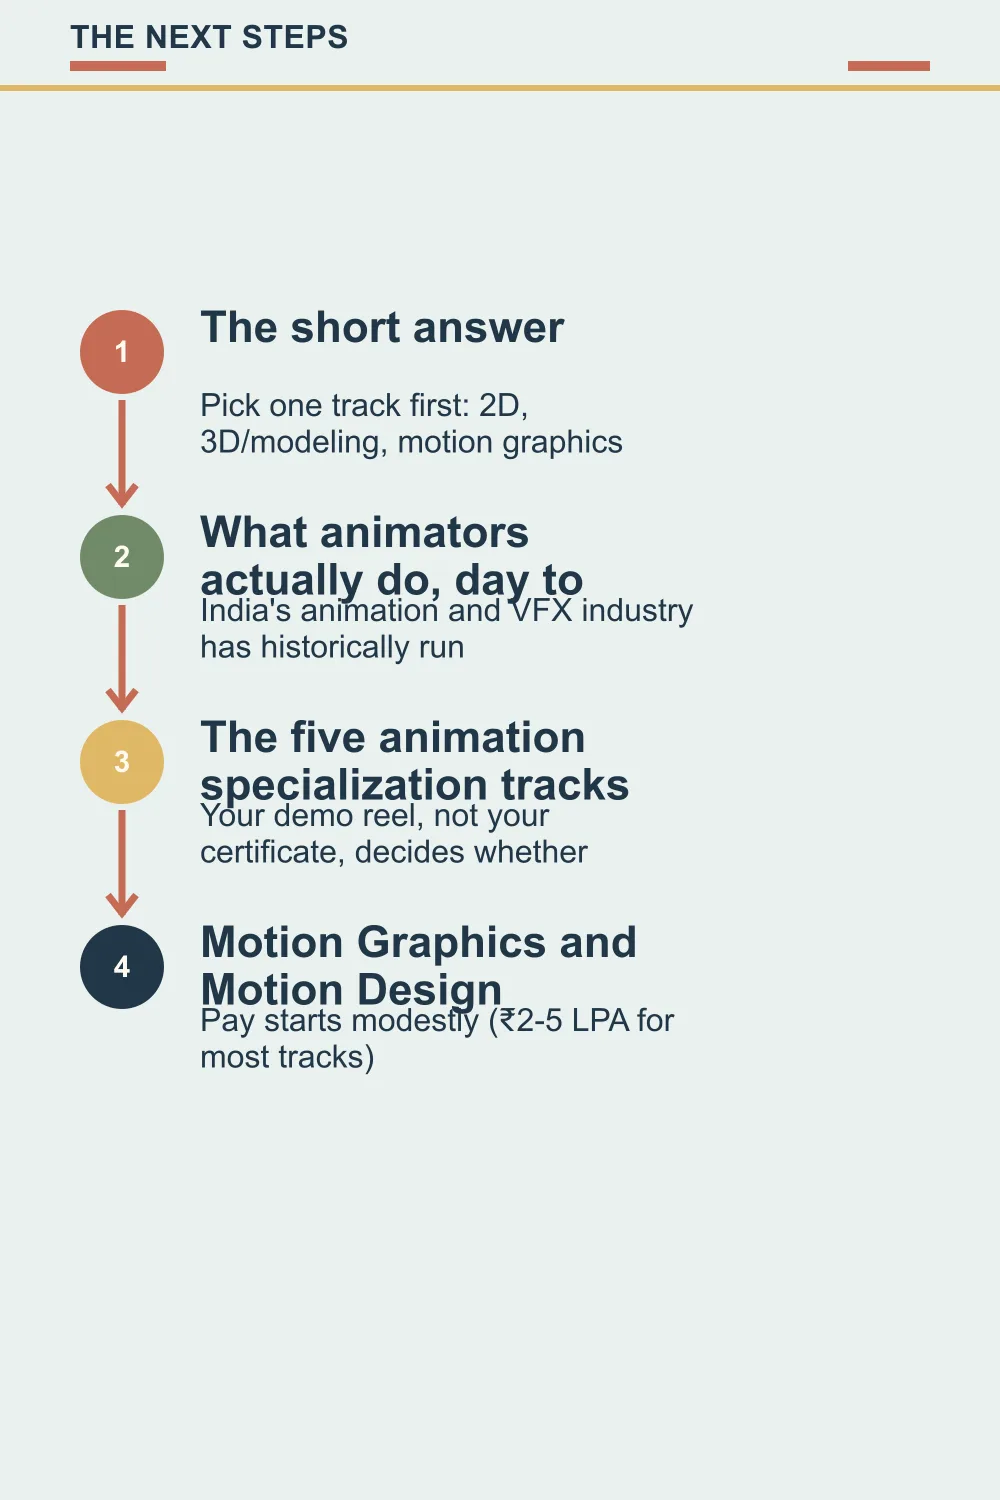 THE NEXT STEPS
1
The short answer
Pick one track first: 2D,
3D/modeling, motion graphics
2
What animators
actually do, day to
India's animation and VFX industry
has historically run
3
The five animation
specialization tracks
Your demo reel, not your
certificate, decides whether
4
Motion Graphics and
Motion Design
Pay starts modestly (₹2-5 LPA for
most tracks)